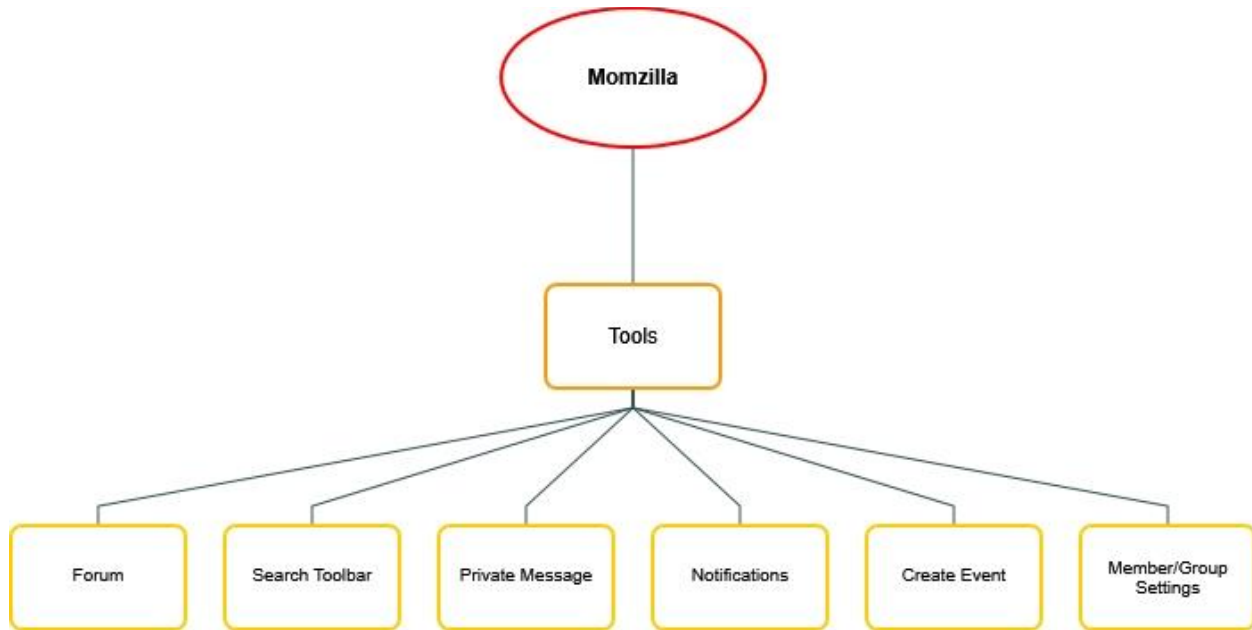 Momzilla
Tools
Forum
Search Toolbar
Private Message
Notifications
Create Event
Member/Group
Settings